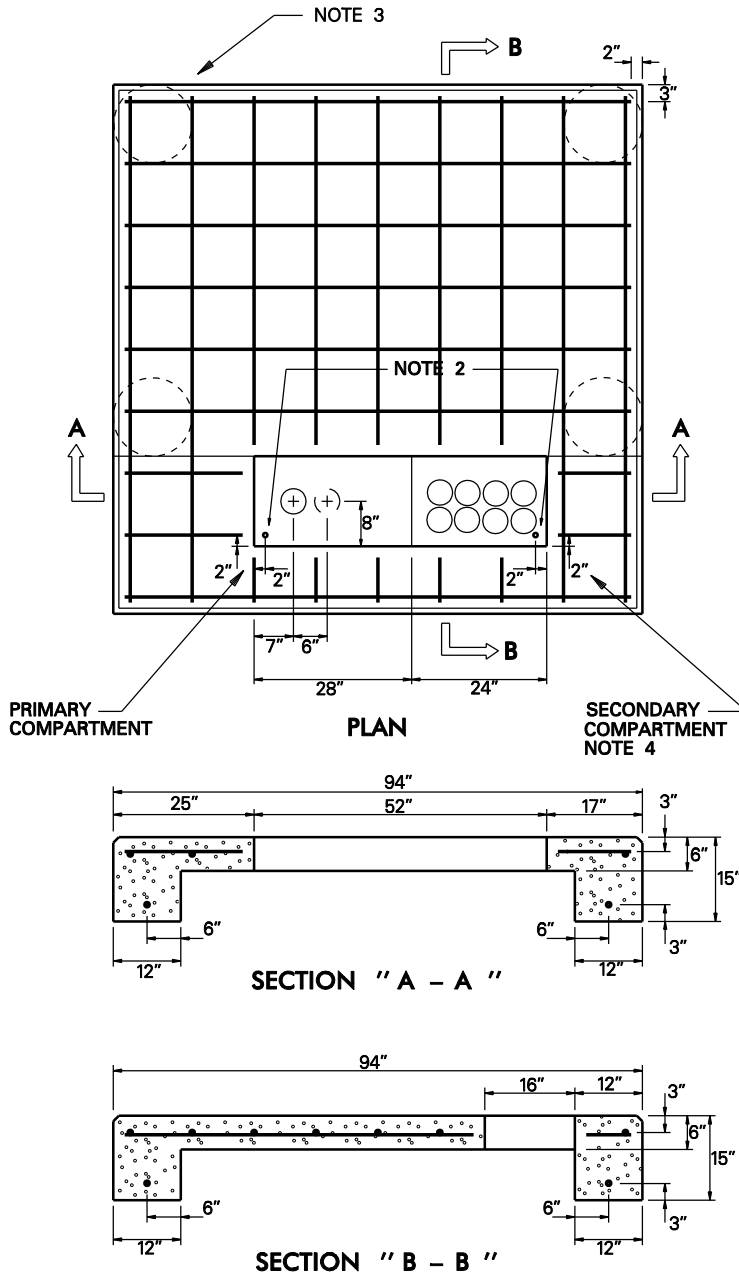 NOTE 3
B
2”
3”
NOTE 2
A
A
8”
2”
2”
2”
2”
7”
6”
B
28”
24”
PRIMARY
COMPARTMENT
PLAN
SECONDARY
COMPARTMENT
NOTE 4
94”
25”
52”
17”
3”
6”
15”
6”
6”
3”
12”
12”
SECTION ” A – A ”
94”
16”
12”
3”
6”
15”
6”
6”
3”
12”
12”
SECTION ” B – B ”